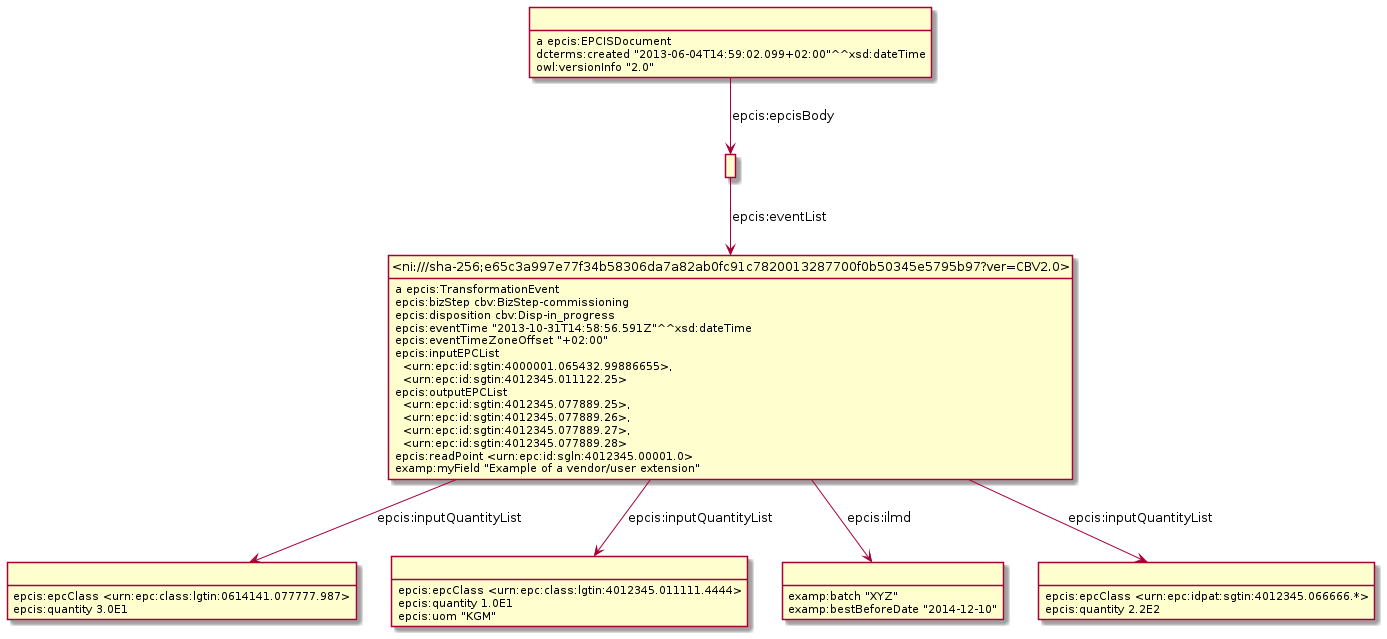 a epcis:EPCISDocument
dcterms:created "2013-06-04T14:59:02.099+02:00"^^xsd:dateTime
owl:versionInfo "2.0"
epcis:epcisBody
epcis:eventList
<ni:///sha-256;e65c3a997e77f34b58306da7a82ab0fc91c7820013287700f0b50345e5795b97?ver=CBV2.0>
a epcis:TransformationEvent
epcis:bizStep cbv:BizStep-commissioning
epcis:disposition cbv:Disp-in_progress
epcis:eventTime "2013-10-31T14:58:56.591Z"^^xsd:dateTime
epcis:eventTimeZoneOffset "+02:00"
epcis:inputEPCList
<urn:epc:id:sgtin:4000001.065432.99886655>,
<urn:epc:id:sgtin:4012345.011122.25>
epcis:outputEPCList
<urn:epc:id:sgtin:4012345.077889.25>,
<urn:epc:id:sgtin:4012345.077889.26>,
<urn:epc:id:sgtin:4012345.077889.27>,
<urn:epc:id:sgtin:4012345.077889.28>
epcis:readPoint <urn:epc:id:sgln:4012345.00001.0>
examp:myField "Example of a vendor/user extension"
epcis:inputQuantityList
epcis:inputQuantityList
epcis:ilmd
epcis:inputQuantityList
epcis:epcClass <urn:epc:class:lgtin:0614141.077777.987>
epcis:quantity 3.0E1
epcis:epcClass <urn:epc:class:lgtin:4012345.011111.4444>
epcis:quantity 1.0E1
epcis:uom "KGM"
examp:batch "XYZ"
examp:bestBeforeDate "2014-12-10"
epcis:epcClass <urn:epc:idpat:sgtin:4012345.066666.*>
epcis:quantity 2.2E2